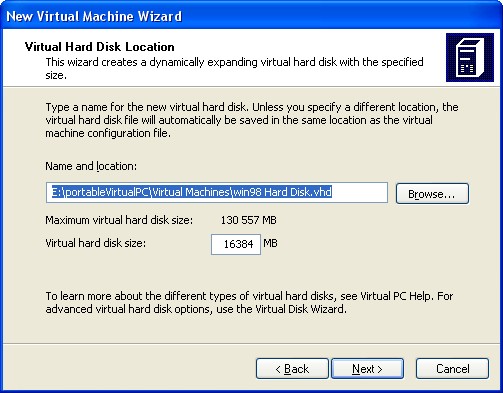 New Virtual Machine Wizard
Virtual Hard Disk Location
This wizard creates a dynamically expanding virtual hard disk with the specified
size.
Type a name for the new virtual hard disk. Unless you specify a different location, the
virtual hard disk file will automatically be saved in the same location as the virtual
machine configuration file.
Name and location:
E:\portableVirtualPC\Virtual Machines\win98 Hard Disk.vhd Browse...
Maximum virtual hard disk size: 130 557 MB
Virtual hard disk size: 16384 MB
To learn more about the different types of virtual hard disks, see Virtual PC Help. For
advanced virtual hard disk options, use the Virtual Disk Wizard.
< Back Next > Cancel